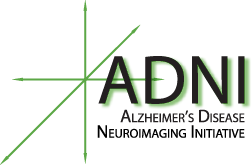 ADNI
ALZHEIMER'S DISEASE
NEUROIMAGING INITIATIVE